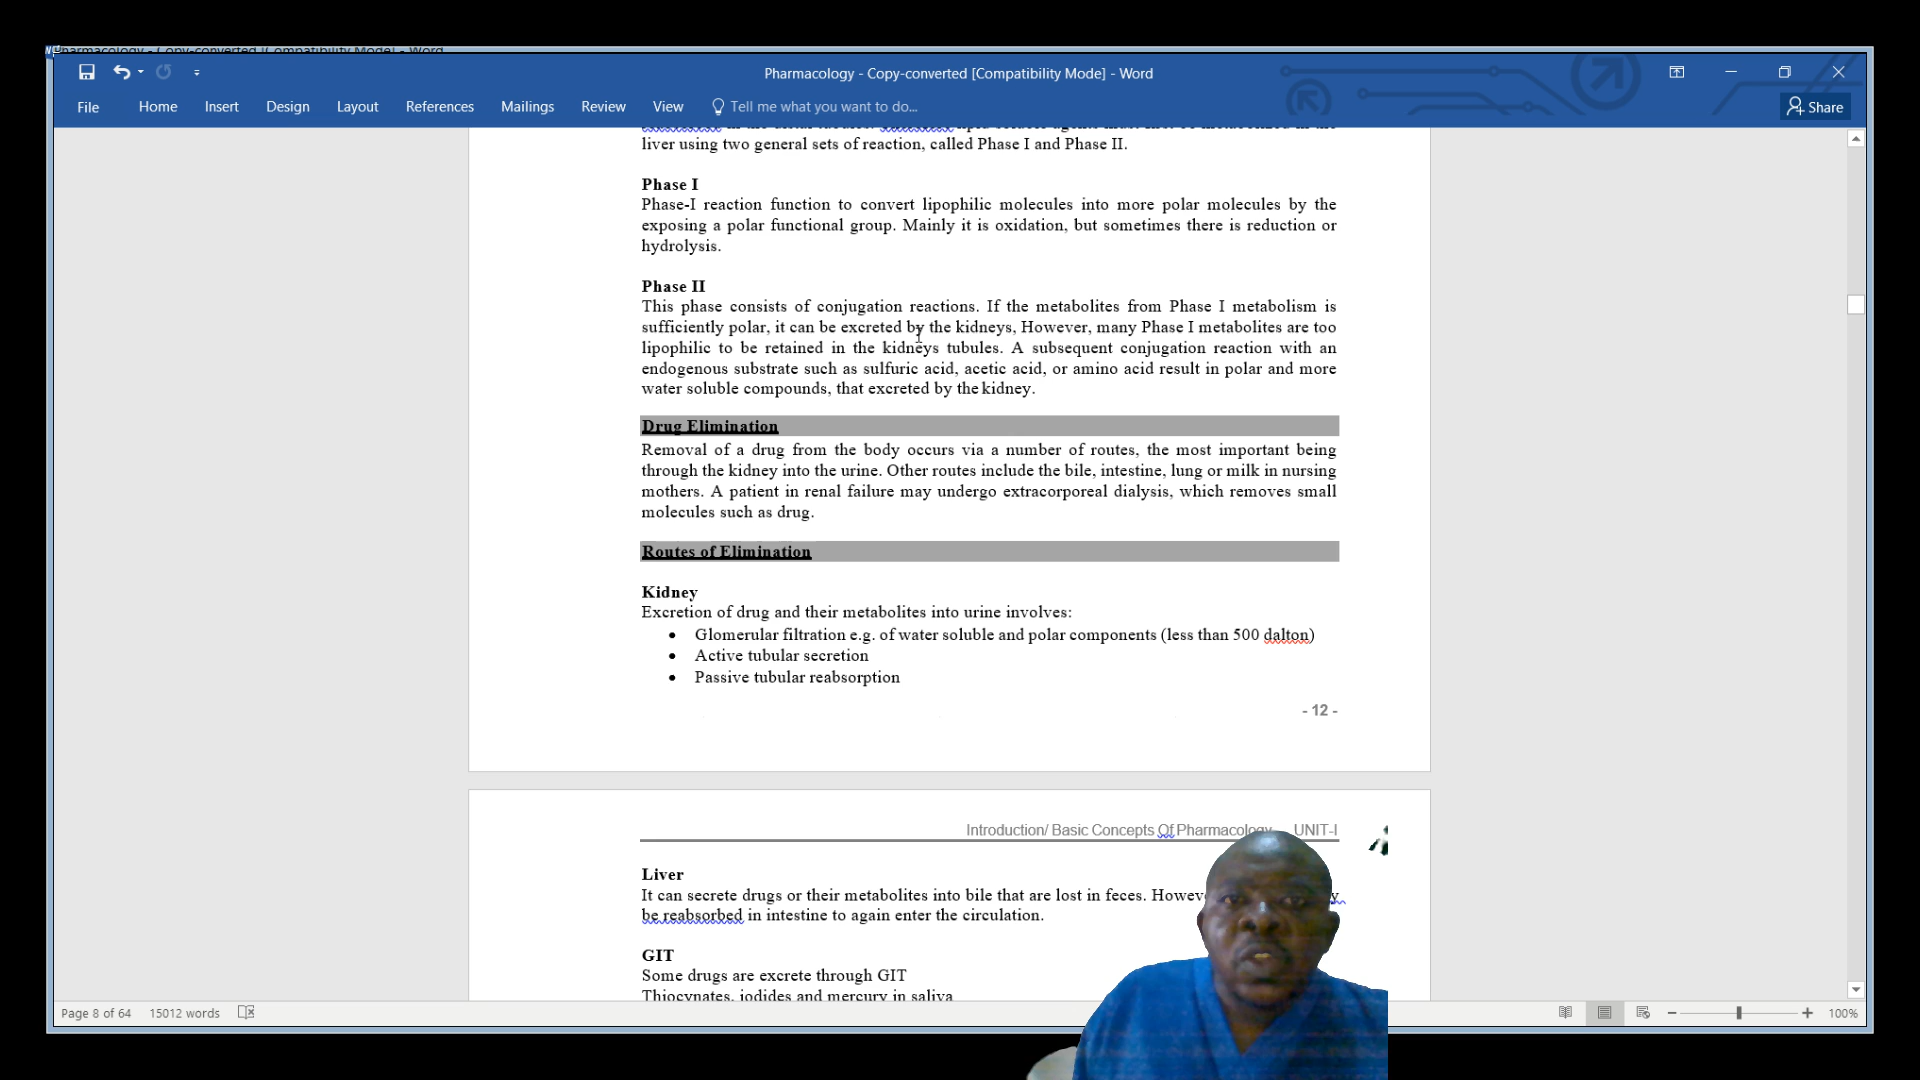 Pharmacology - Copy-converted [Compatibility Mode] - Word
Pharmacology - Copy-converted [Compatibility Mode] - Word
File Home Insert Design Layout References Mailings Review View Tell me what you want to do... Share
liver using two general sets of reaction, called Phase I and Phase II.
Phase I
Phase-I reaction function to convert lipophilic molecules into more polar molecules by the
exposing a polar functional group. Mainly it is oxidation, but sometimes there is reduction or
hydrolysis.
Phase II
This phase consists of conjugation reactions. If the metabolites from Phase I metabolism is
sufficiently polar, it can be excreted by the kidneys, However, many Phase I metabolites are too
lipophilic to be retained in the kidneys tubules. A subsequent conjugation reaction with an
endogenous substrate such as sulfuric acid, acetic acid, or amino acid result in polar and more
water soluble compounds, that excreted by the kidney.
Drug Elimination
Removal of a drug from the body occurs via a number of routes, the most important being
through the kidney into the urine. Other routes include the bile, intestine, lung or milk in nursing
mothers. A patient in renal failure may undergo extracorporeal dialysis, which removes small
molecules such as drug.
Routes of Elimination
Kidney
Excretion of drug and their metabolites into urine involves:
• Glomerular filtration e.g. of water soluble and polar components (less than 500 dalton)
• Active tubular secretion
• Passive tubular reabsorption
- 12 -
Introduction/ Basic Concepts Of Pharmacology UNIT-I
Liver
It can secrete drugs or their metabolites into bile that are lost in feces.
be reabsorbed in intestine to again enter the circulation.
GIT
Some drugs are excrete through GIT
Thiocynates, iodides and mercury in saliva
Page 8 of 64 15012 words 100%